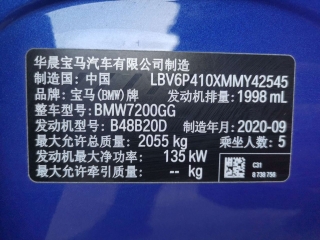 华晨宝马汽车有限公司制造
制造国：中国 LBV6P410XMMY42545
品牌：宝马(BMW)牌 发动机排量：1998 mL
整车型号：BMW7200GG
发动机型号：B48B20D 制造年月：2020-09
最大允许总质量：2055 kg 乘坐人数：5
发动机最大净功率：135 kW
最大允许牵引质量：-- kg
C31
8 738 756